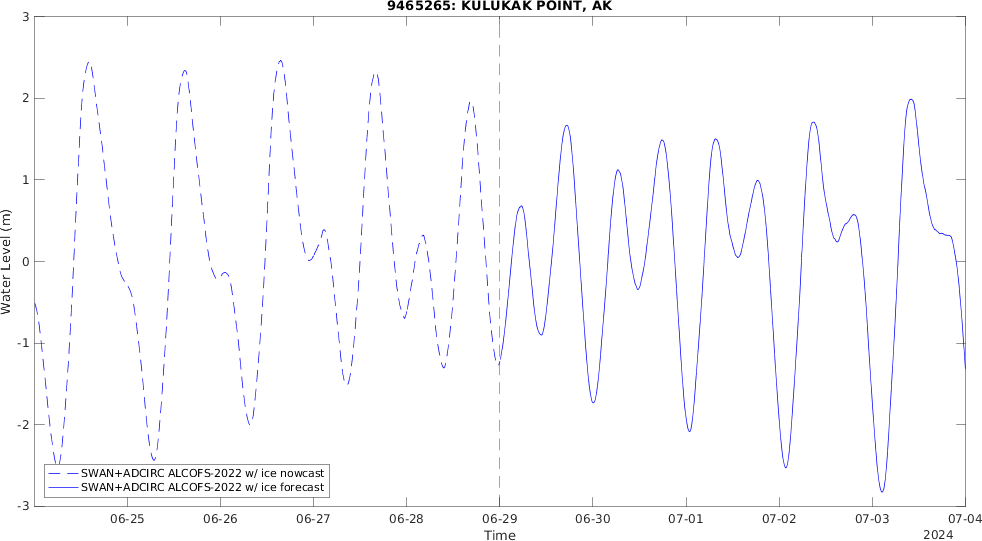 9465265: KULUKAK POINT, AK
3
2
1
0
-1
-2
-3
Water Level (m)
SWAN+ADCIRC ALCOFS-2022 w/ ice nowcast
SWAN+ADCIRC ALCOFS-2022 w/ ice forecast
06-25 06-26 06-27 06-28 06-29 06-30 07-01 07-02 07-03 07-04
Time
2024